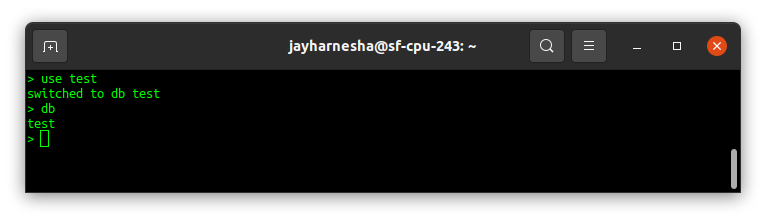 jayharnesha@sf-cpu-243: ~
> use test
switched to db test
> db
test
>